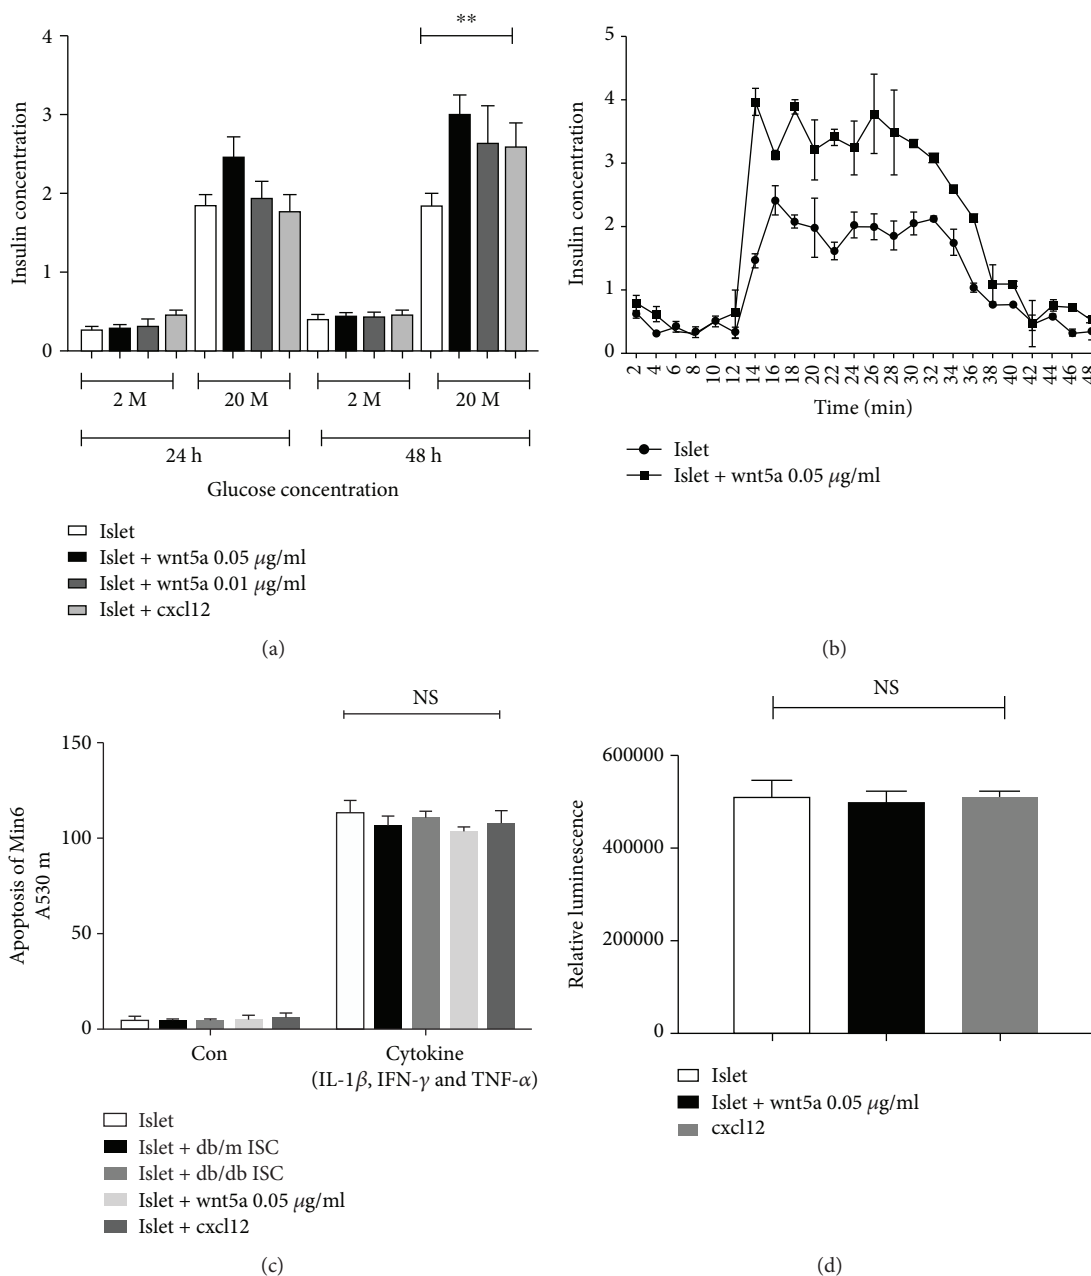 **
4
3
2
1
0
Insulin concentration
2 M
20 M
2 M
20 M
24 h
48 h
Glucose concentration
Islet
Islet + wnt5a 0.05 μg/ml
Islet + wnt5a 0.01 μg/ml
Islet + cxcl12
(a)
5
4
3
2
1
0
Insulin concentration
2 4 6 8 10 12 14 16 18 20 22 24 26 28 30 32 34 36 38 40 42 44 46 48
Time (min)
Islet
Islet + wnt5a 0.05 μg/ml
(b)
NS
150
100
50
0
Apoptosis of Min6
A530 m
Con
Cytokine
(IL-1β, IFN-γ and TNF-α)
Islet
Islet + db/m ISC
Islet + db/db ISC
Islet + wnt5a 0.05 μg/ml
Islet + cxcl12
(c)
NS
600000
400000
200000
0
Relative luminescence
Islet
Islet + wnt5a 0.05 μg/ml
cxcl12
(d)